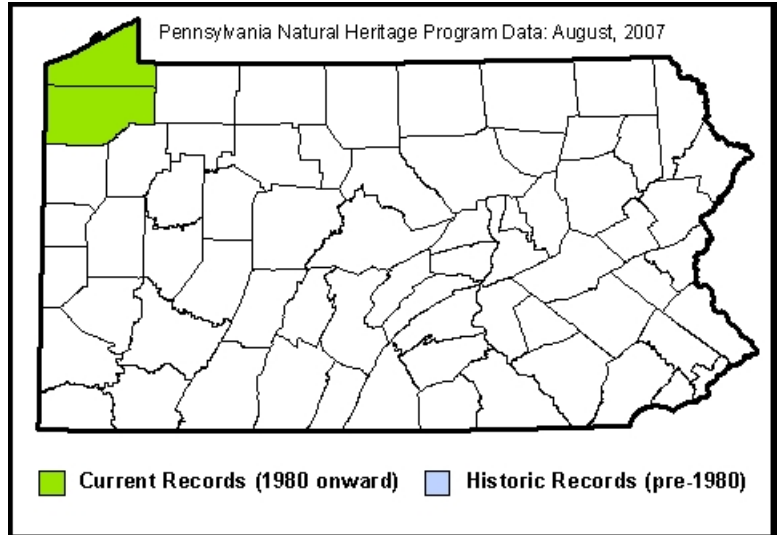 Pennsylvania Natural Heritage Program Data: August, 2007
Current Records (1980 onward)
Historic Records (pre-1980)